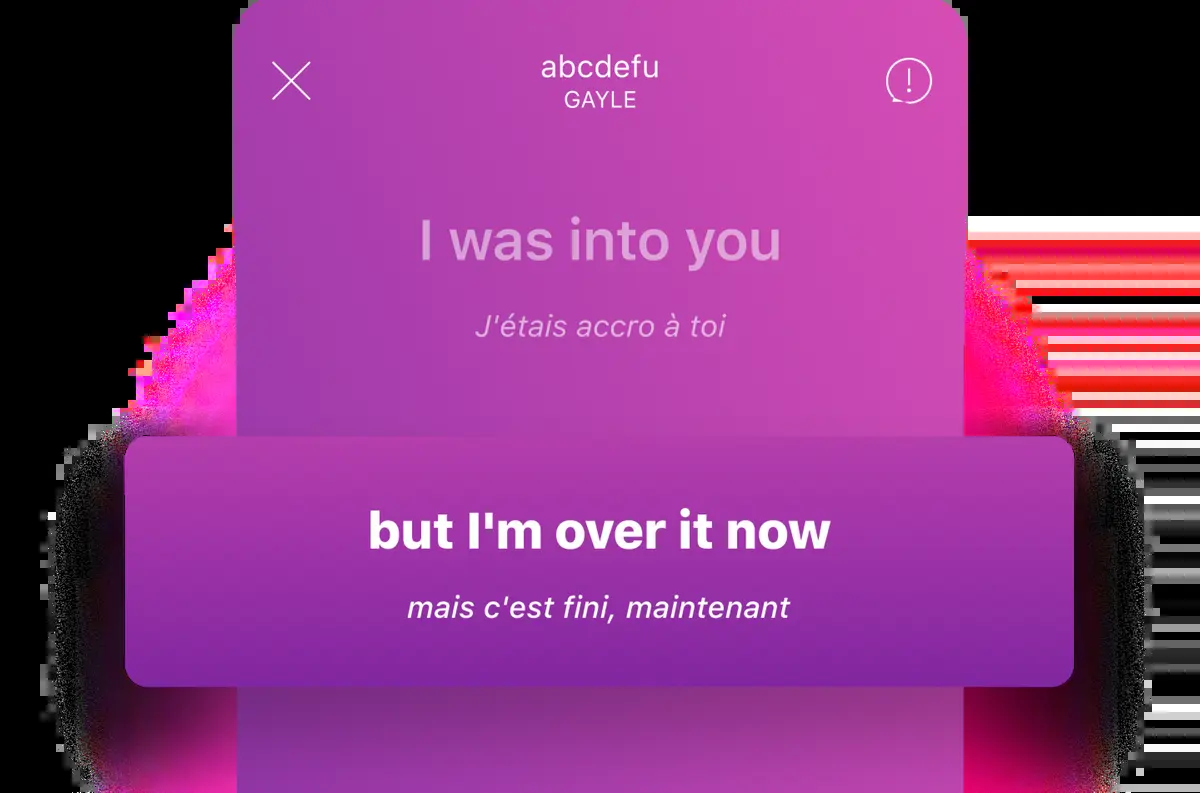 abcdefu
GAYLE
I was into you
J'étais accro à toi
but I'm over it now
mais c'est fini, maintenant